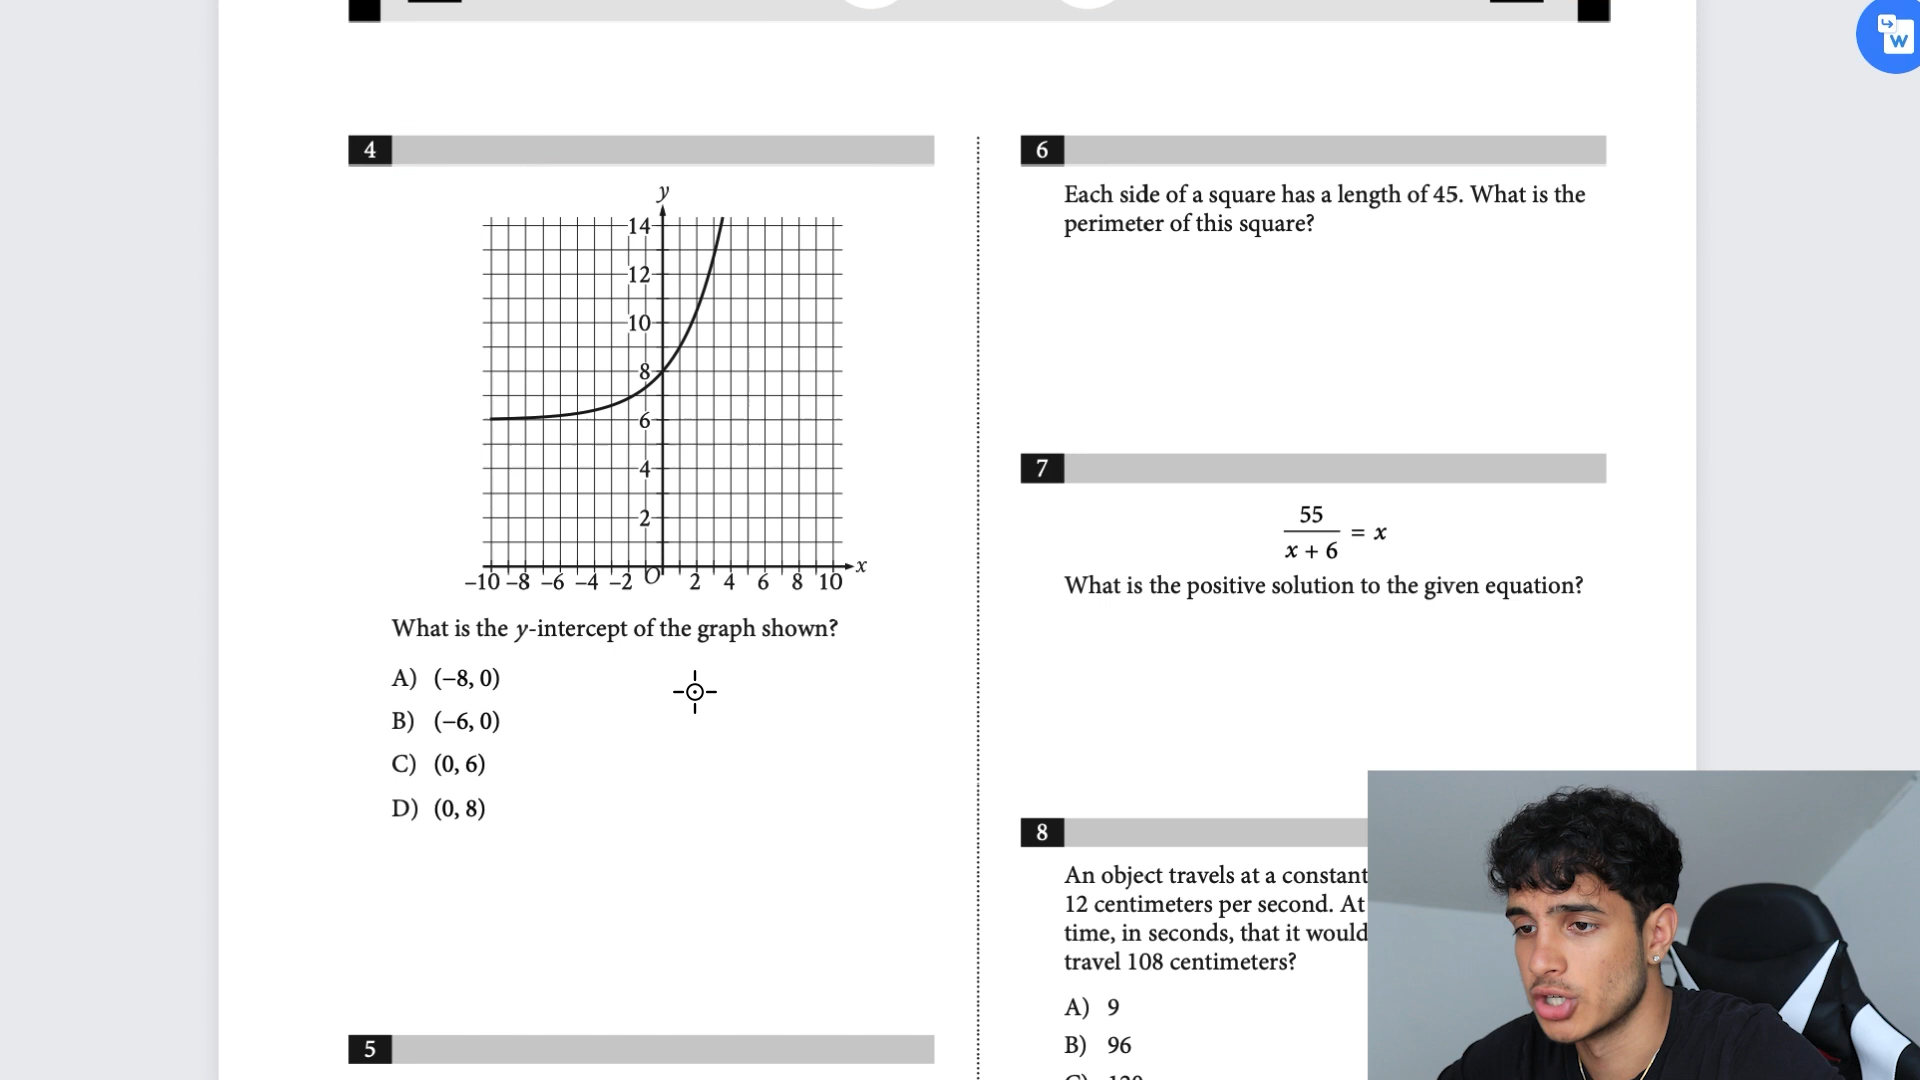 4
y
14
12
10
8
6
4
2
–10 –8 –6 –4 –2 O 2 4 6 8 10 x
What is the y-intercept of the graph shown?
A) (–8, 0)
B) (–6, 0)
C) (0, 6)
D) (0, 8)
5
6
Each side of a square has a length of 45. What is the
perimeter of this square?
7
55
x + 6
= x
What is the positive solution to the given equation?
8
An object travels at a constant
12 centimeters per second. At
time, in seconds, that it would
travel 108 centimeters?
A) 9
B) 96
W